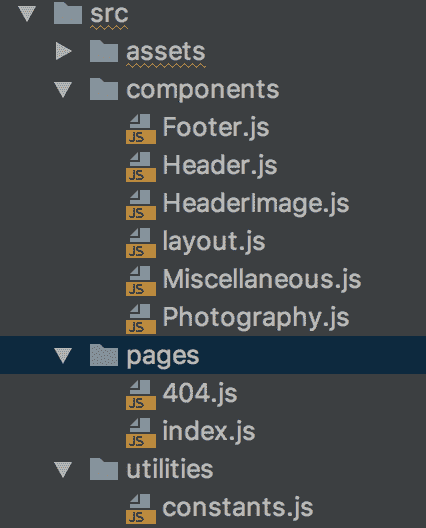 src
assets
components
JS Footer.js
JS Header.js
JS HeaderImage.js
JS layout.js
JS Miscellaneous.js
JS Photography.js
pages
JS 404.js
JS index.js
utilities
JS constants.js